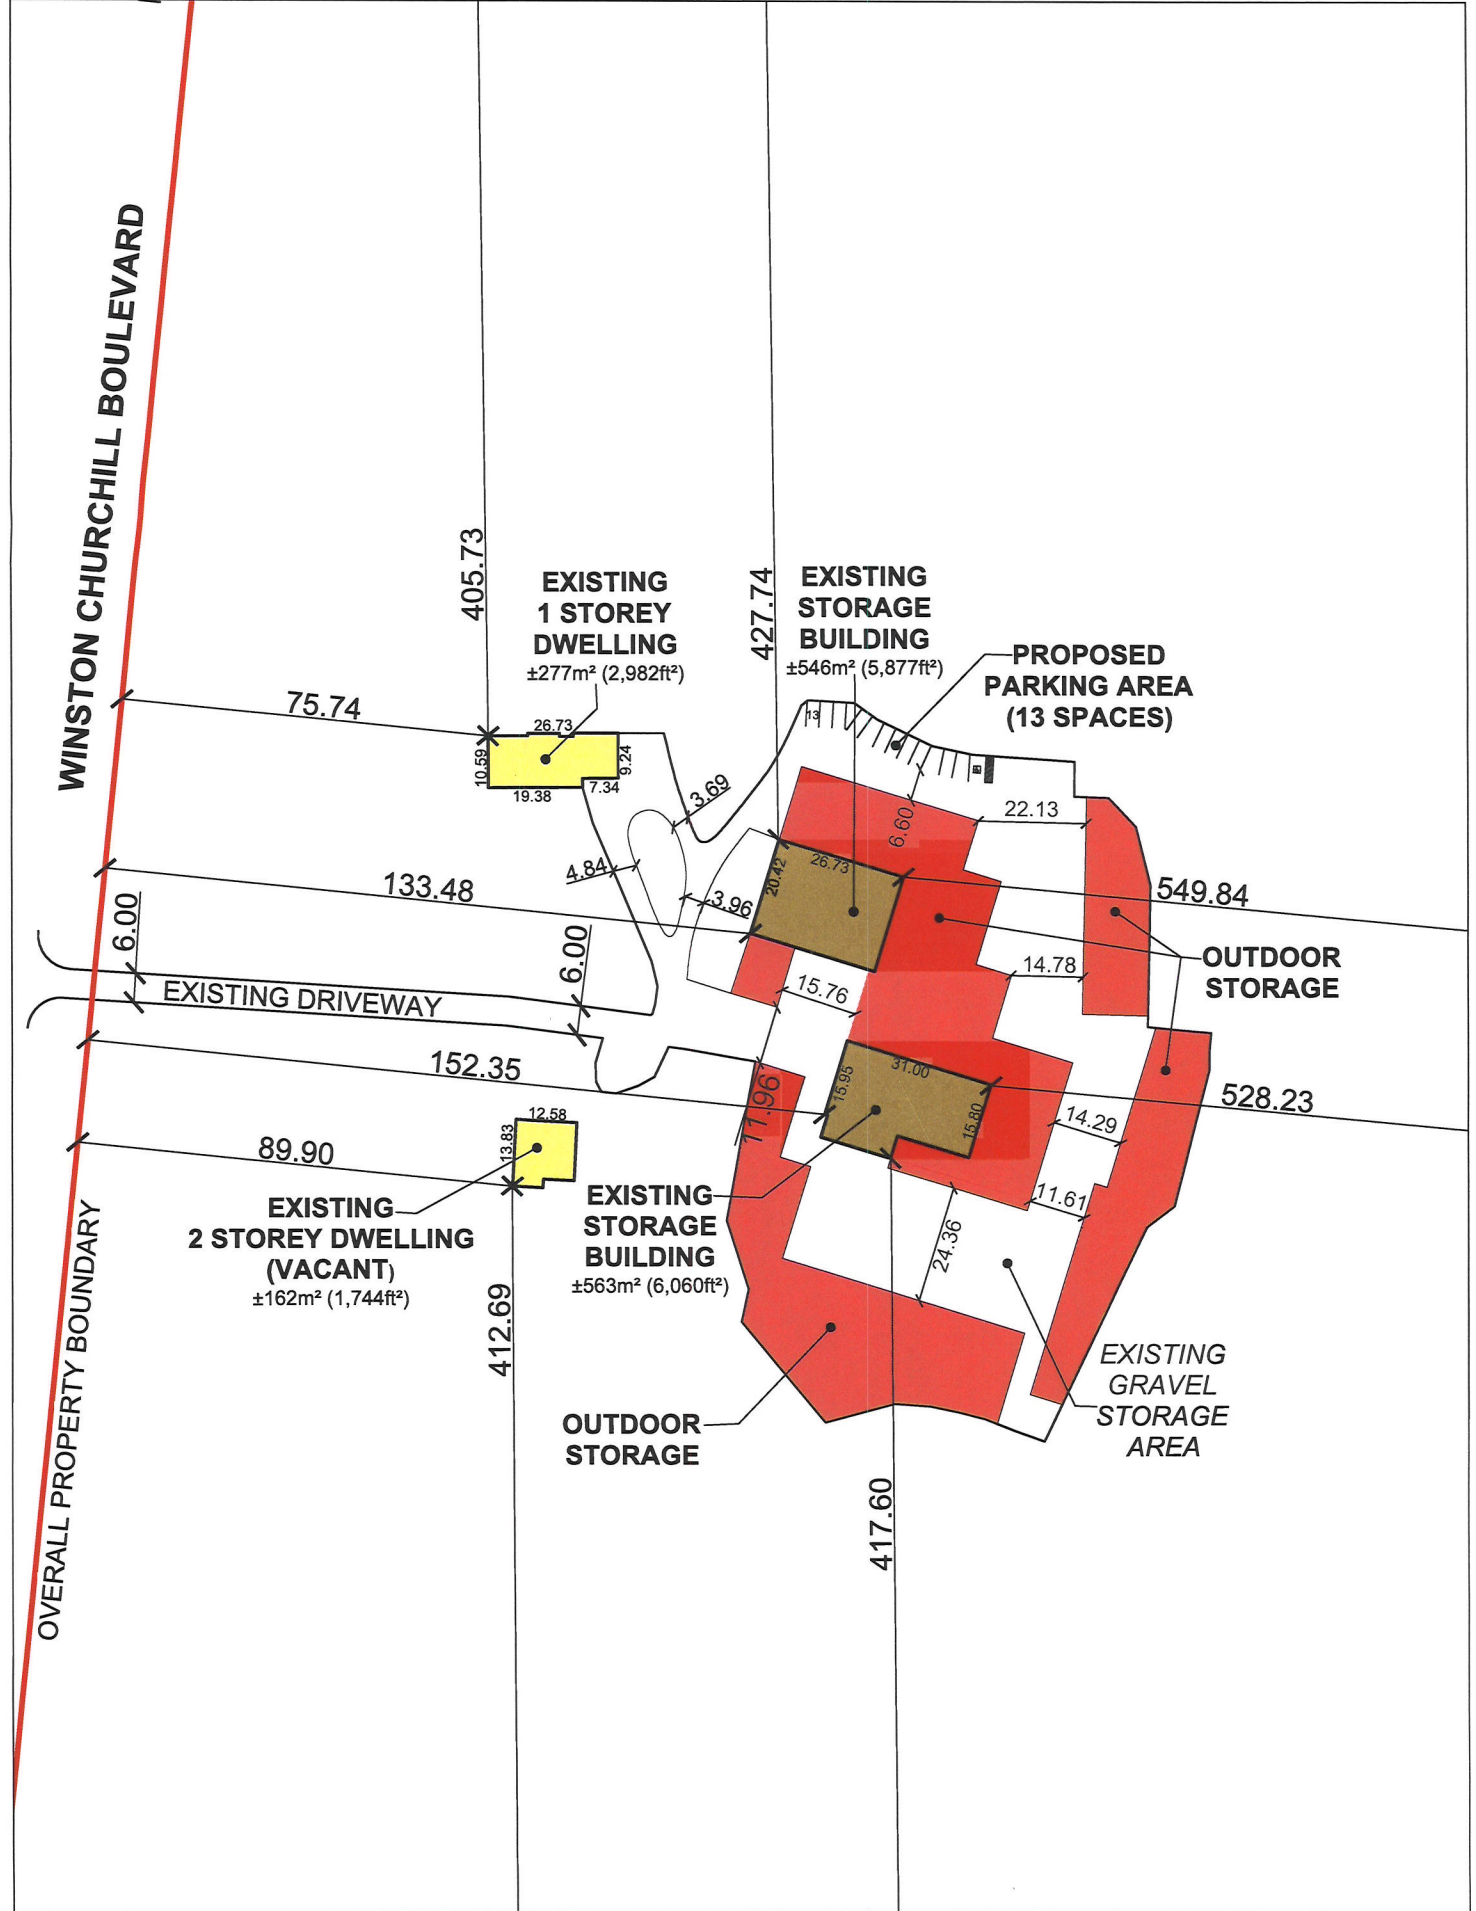 WINSTON CHURCHILL BOULEVARD
405.73
427.74
EXISTING
1 STOREY
DWELLING
±277m² (2,982ft²)
EXISTING
STORAGE
BUILDING
±546m² (5,877ft²)
PROPOSED
PARKING AREA
(13 SPACES)
75.74
26.73
10.59
9.24
7.34
19.38
13
3.69
6.60
22.13
4.84
133.48
3.96
20.42
26.73
549.84
6.00
6.00
EXISTING DRIVEWAY
15.76
14.78
OUTDOOR
STORAGE
152.35
11.96
15.95
31.00
15.80
528.23
14.29
12.58
13.83
89.90
EXISTING
2 STOREY DWELLING
(VACANT)
±162m² (1,744ft²)
EXISTING
STORAGE
BUILDING
±563m² (6,060ft²)
11.61
24.36
412.69
OVERALL PROPERTY BOUNDARY
EXISTING
GRAVEL
STORAGE
AREA
OUTDOOR
STORAGE
417.60